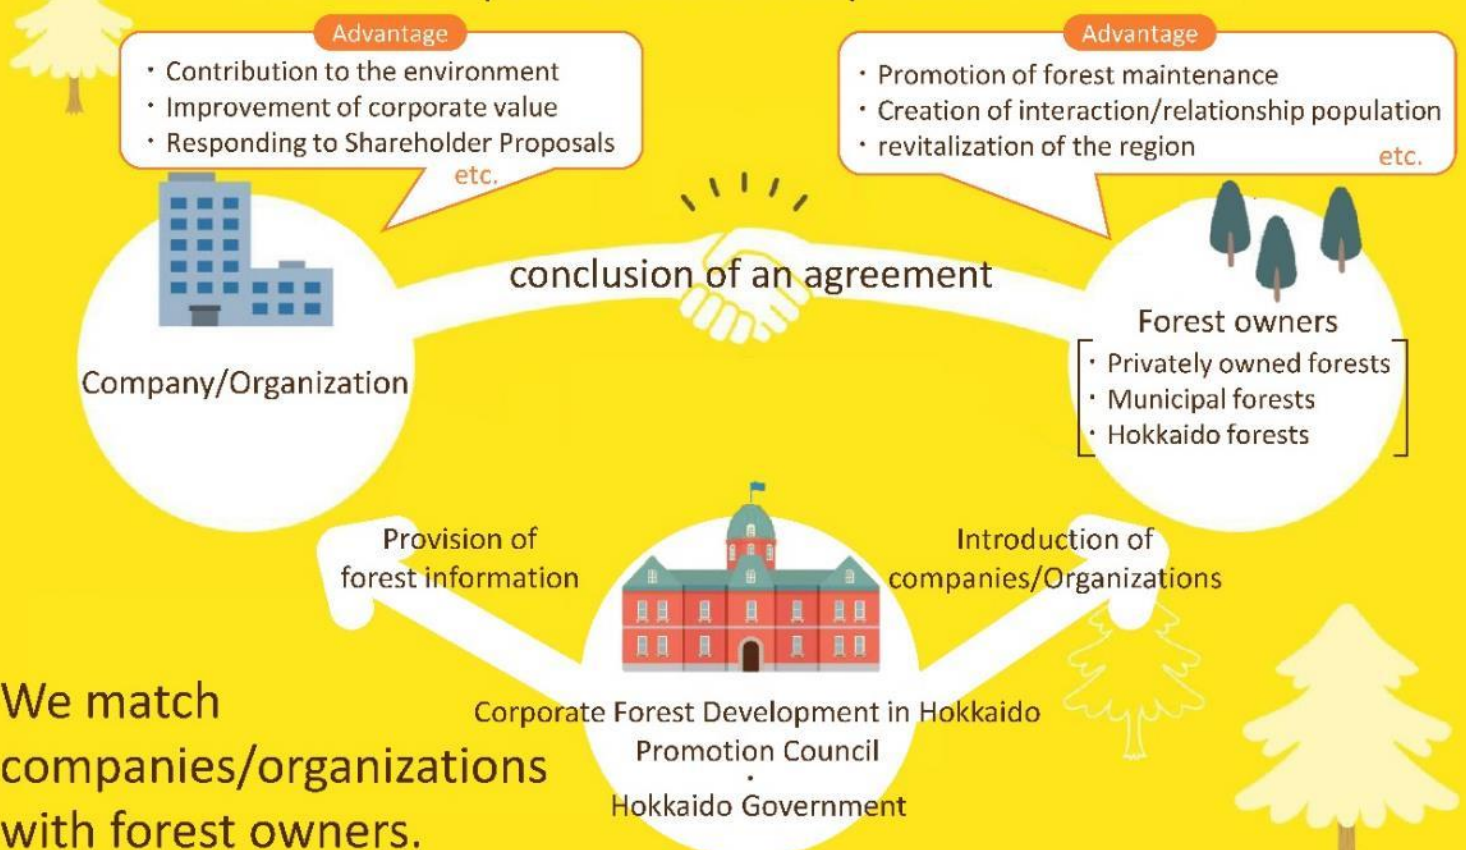 Advantage
・Contribution to the environment
・Improvement of corporate value
・Responding to Shareholder Proposals
etc.
Advantage
・Promotion of forest maintenance
・Creation of interaction/relationship population
・revitalization of the region
etc.
conclusion of an agreement
Company/Organization
Forest owners
・Privately owned forests
・Municipal forests
・Hokkaido forests
Provision of
forest information
Introduction of
companies/Organizations
Corporate Forest Development in Hokkaido
Promotion Council
・
Hokkaido Government
We match
companies/organizations
with forest owners.